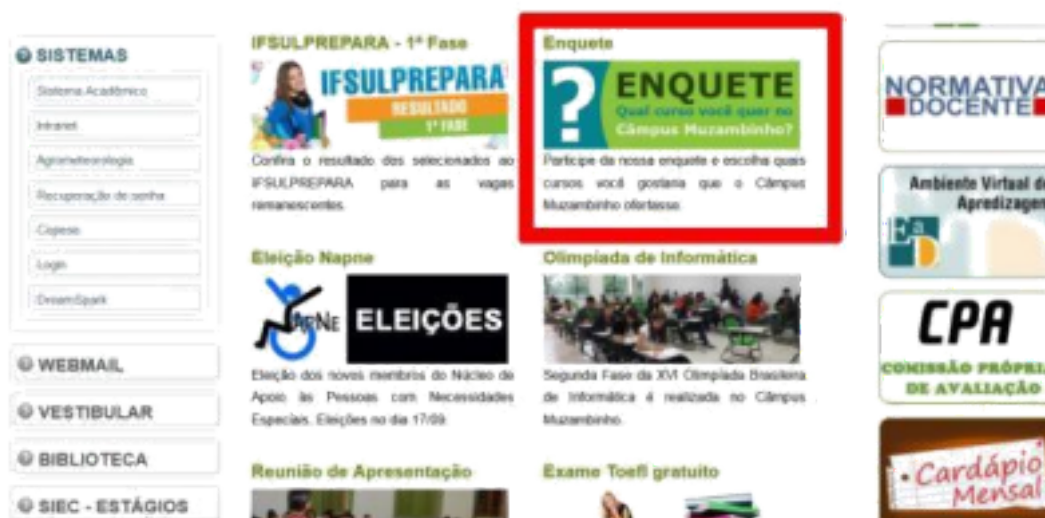 SISTEMAS
Sistema Acadêmico
Intranet
Agrometeorologia
Recuperação de senha
Copese
Login
DreamSpark
WEBMAIL
VESTIBULAR
BIBLIOTECA
SIEC - ESTÁGIOS
IFSULPREPARA - 1ª Fase
IFSULPREPARA
RESULTADO
1ª FASE
Confira o resultado dos selecionados ao
IFSULPREPARA para as vagas
remanescentes.
Enquete
?
ENQUETE
Qual curso você quer no
Câmpus Muzambinho?
Participe da nossa enquete e escolha quais
cursos você gostaria que o Câmpus
Muzambinho ofertasse.
Eleição Napne
NAPNE
ELEIÇÕES
Eleição dos novos membros do Núcleo de
Apoio às Pessoas com Necessidades
Especiais. Eleições no dia 17/09.
Olimpíada de Informática
Segunda Fase da XVI Olimpíada Brasileira
de Informática é realizada no Câmpus
Muzambinho.
Reunião de Apresentação
Exame Toefl gratuito
NORMATIVA
DOCENTE
Ambiente Virtual de
Apredizagem
EaD
CPA
COMISSÃO PRÓPRIA
DE AVALIAÇÃO
Cardápio
Mensal